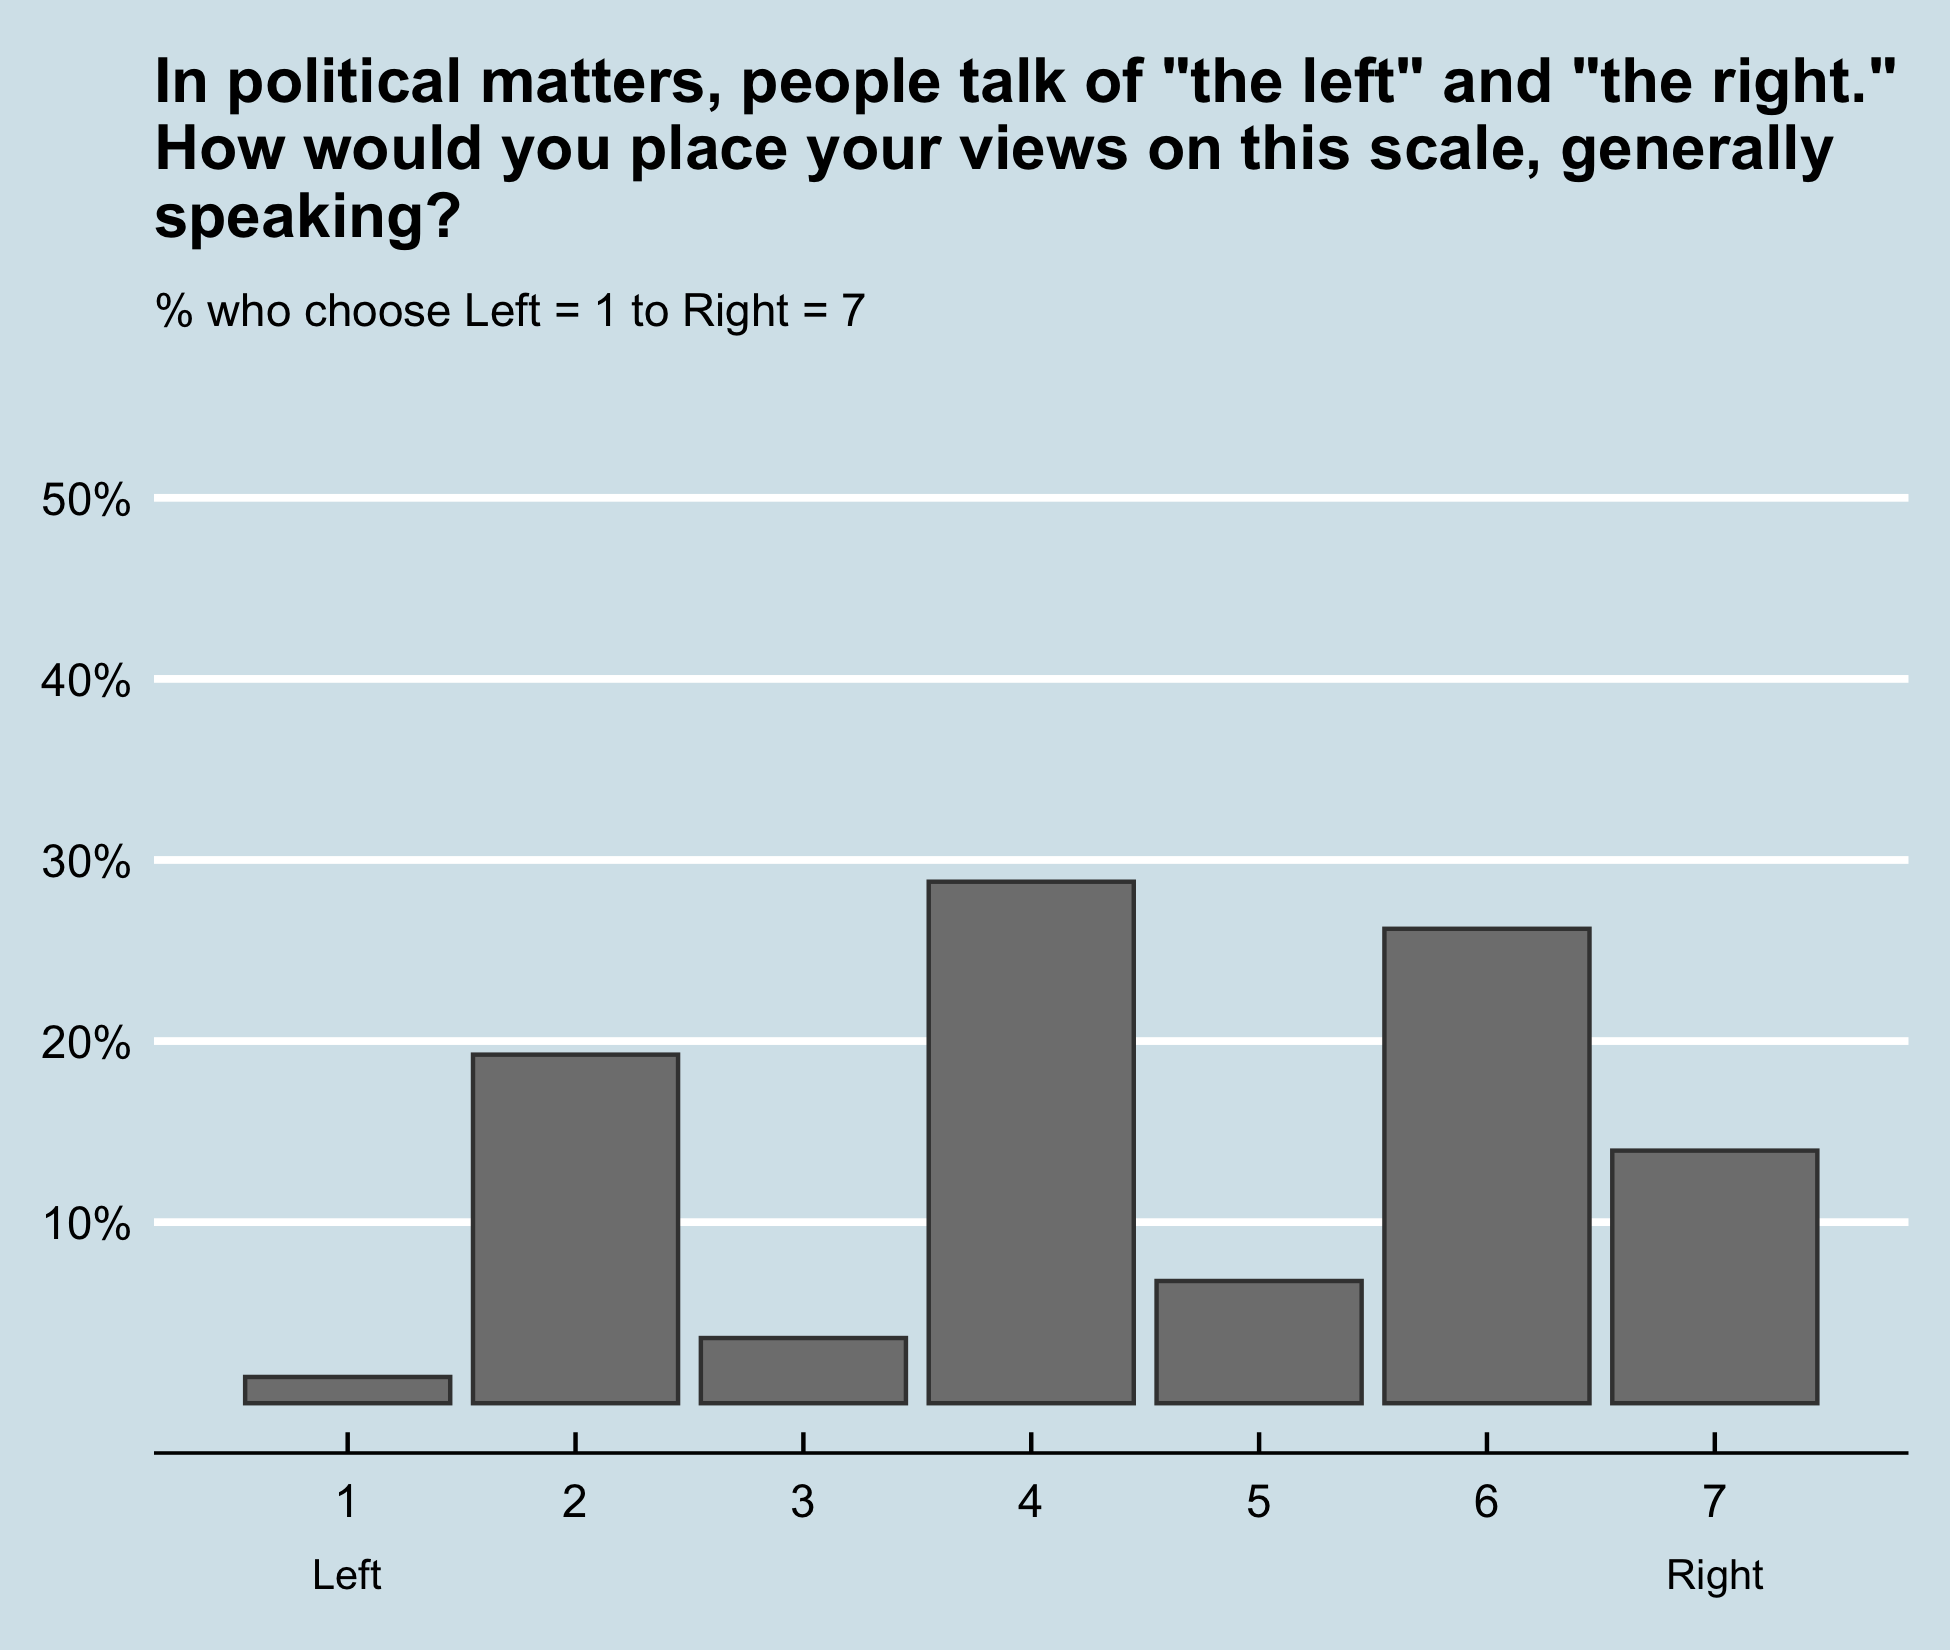 In political matters, people talk of "the left" and "the right."
How would you place your views on this scale, generally
speaking?
% who choose Left = 1 to Right = 7
50%
40%
30%
20%
10%
1 2 3 4 5 6 7
Left Right